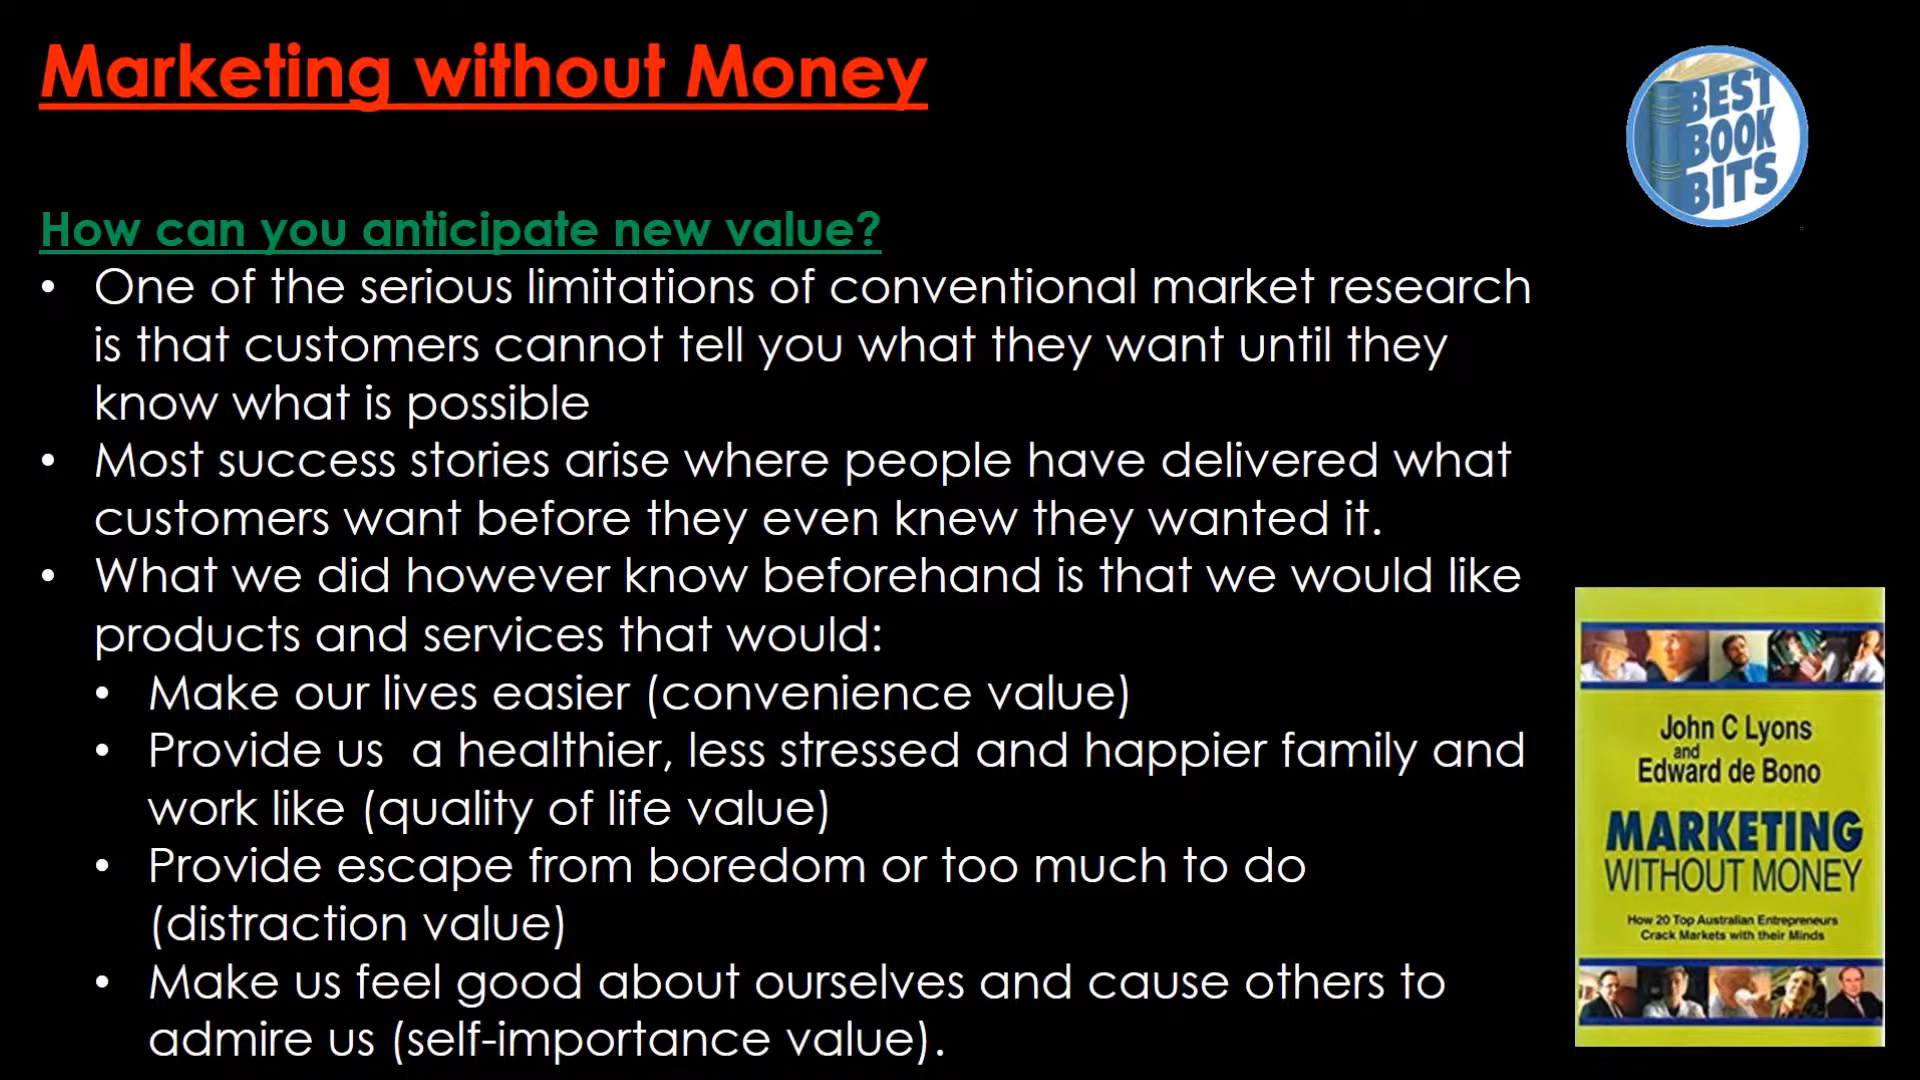 Marketing without Money
BEST
BOOK
BITS
How can you anticipate new value?
• One of the serious limitations of conventional market research
is that customers cannot tell you what they want until they
know what is possible
• Most success stories arise where people have delivered what
customers want before they even knew they wanted it.
• What we did however know beforehand is that we would like
products and services that would:
• Make our lives easier (convenience value)
• Provide us  a healthier, less stressed and happier family and
work like (quality of life value)
• Provide escape from boredom or too much to do
(distraction value)
• Make us feel good about ourselves and cause others to
admire us (self-importance value).
John C Lyons
and
Edward de Bono
MARKETING
WITHOUT MONEY
How 20 Top Australian Entrepreneurs
Crack Markets with their Minds